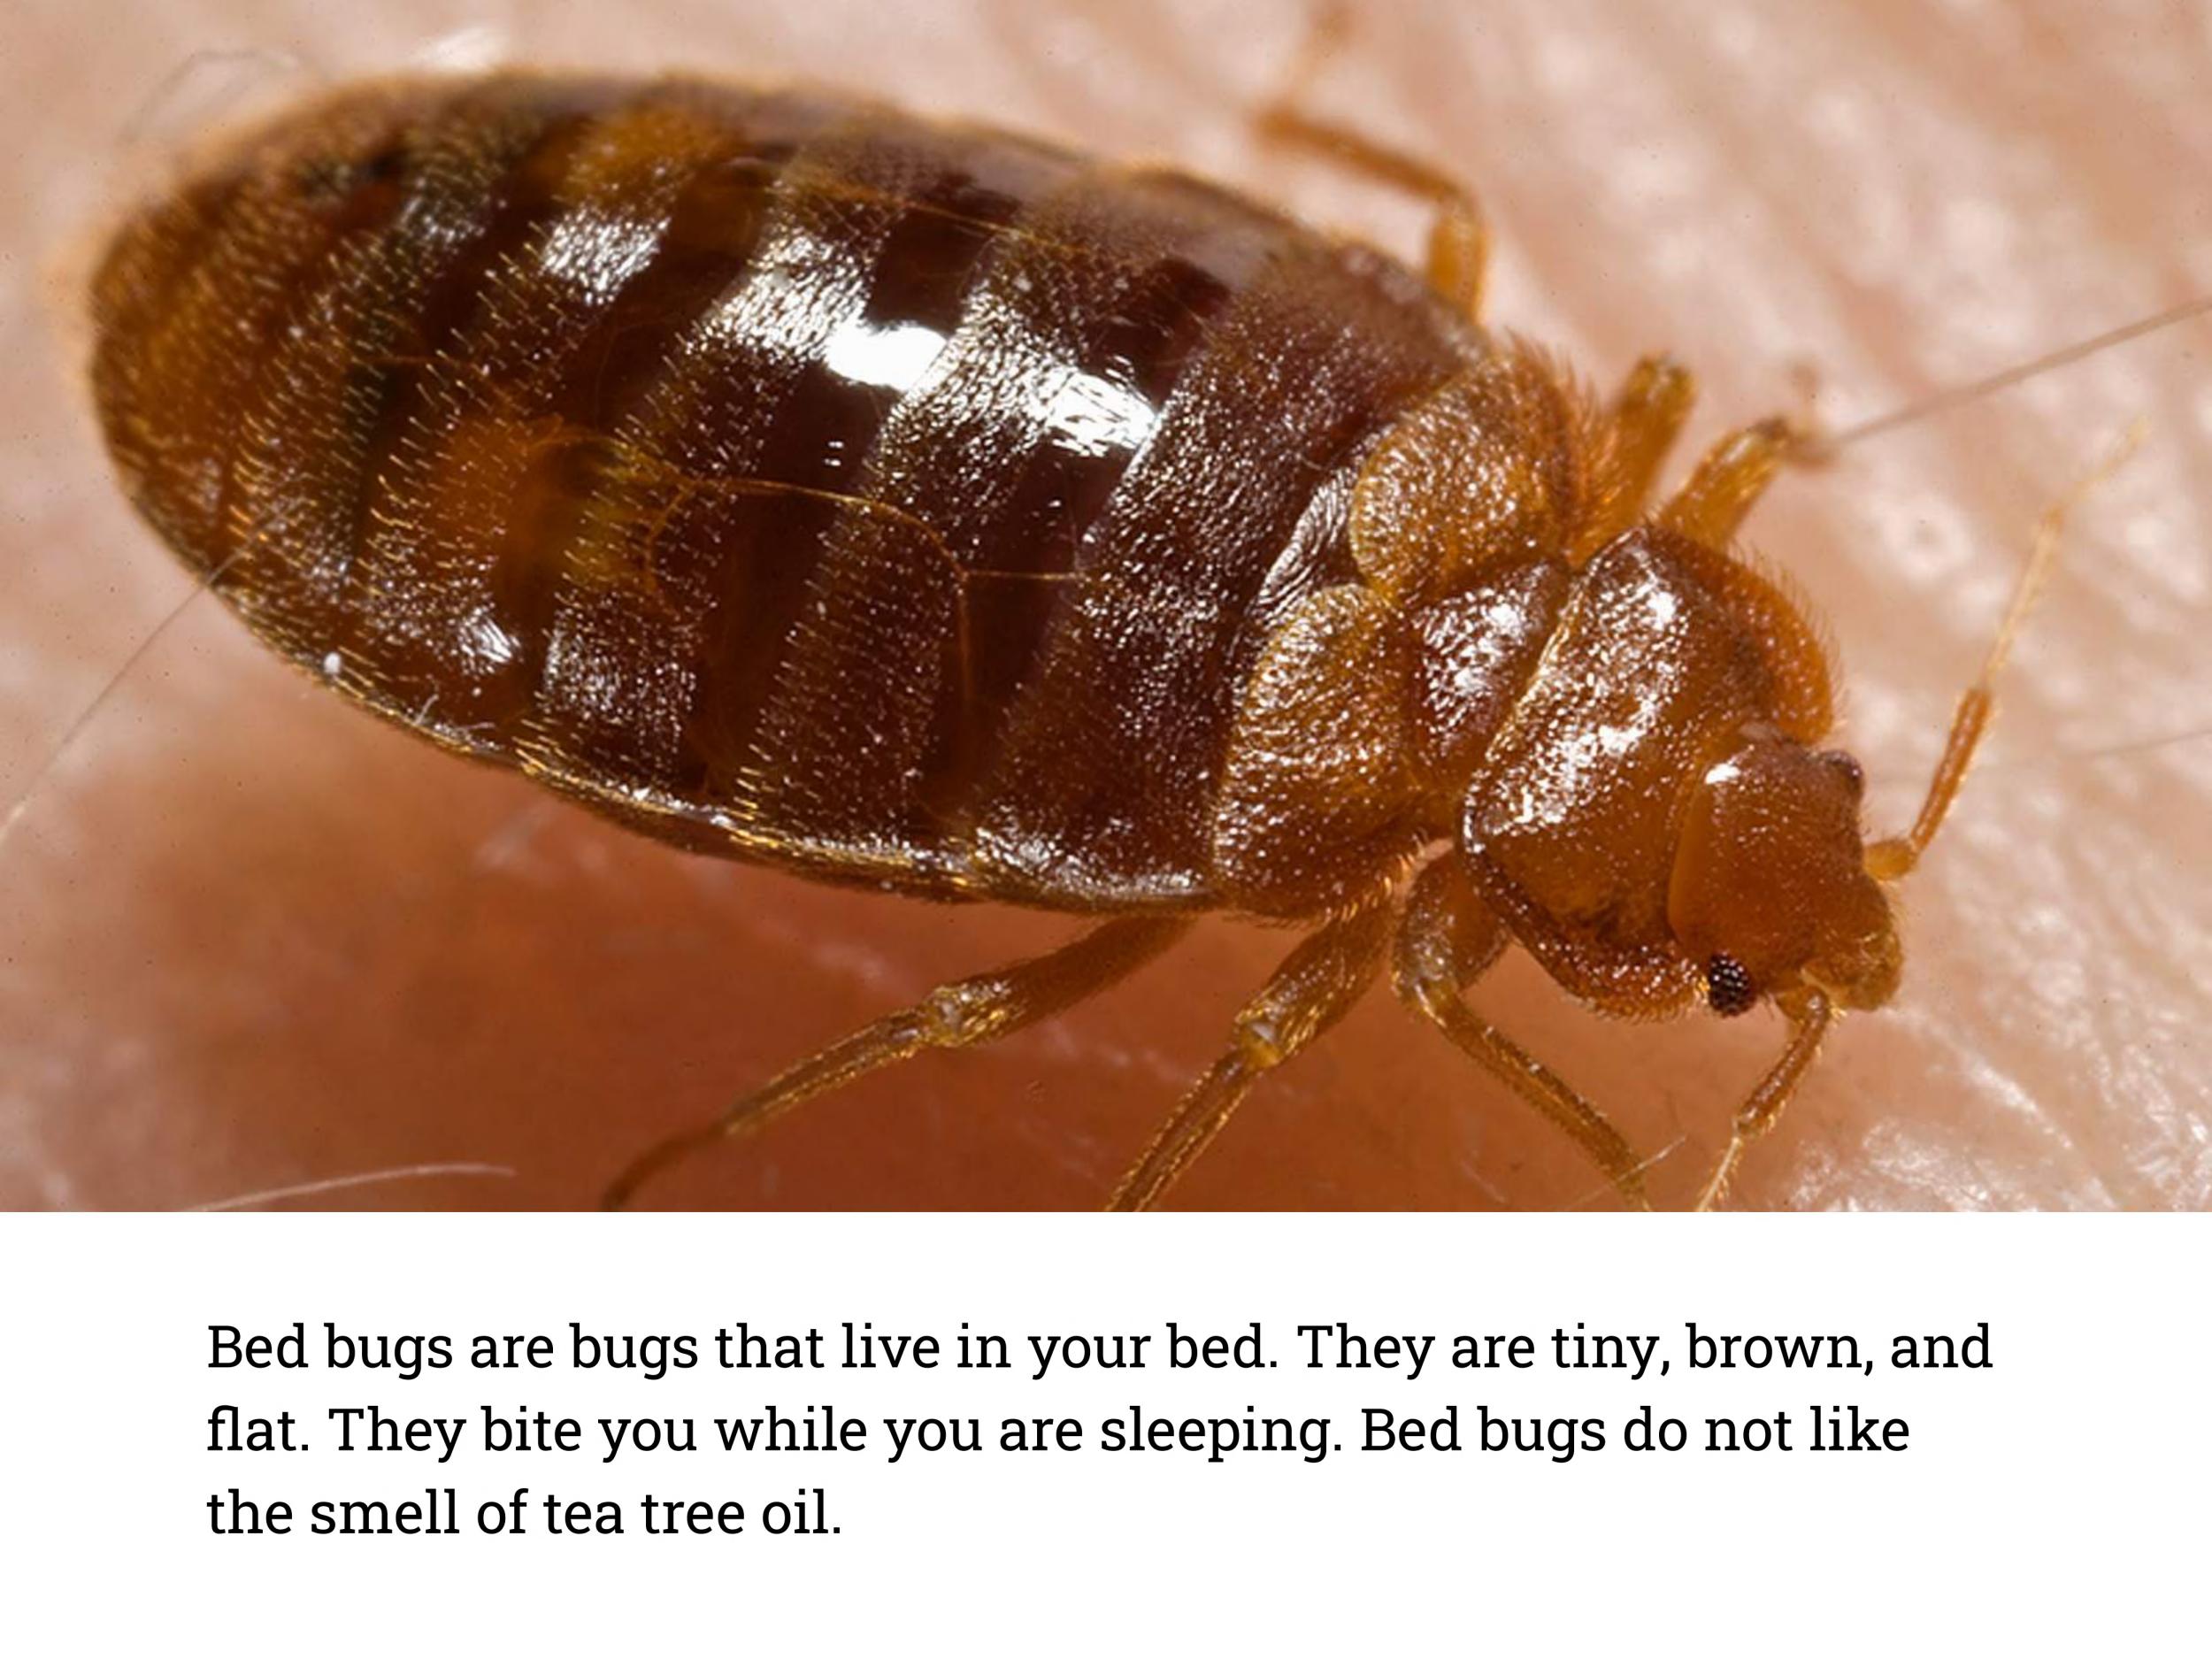 Bed bugs are bugs that live in your bed. They are tiny, brown, and
flat. They bite you while you are sleeping. Bed bugs do not like
the smell of tea tree oil.